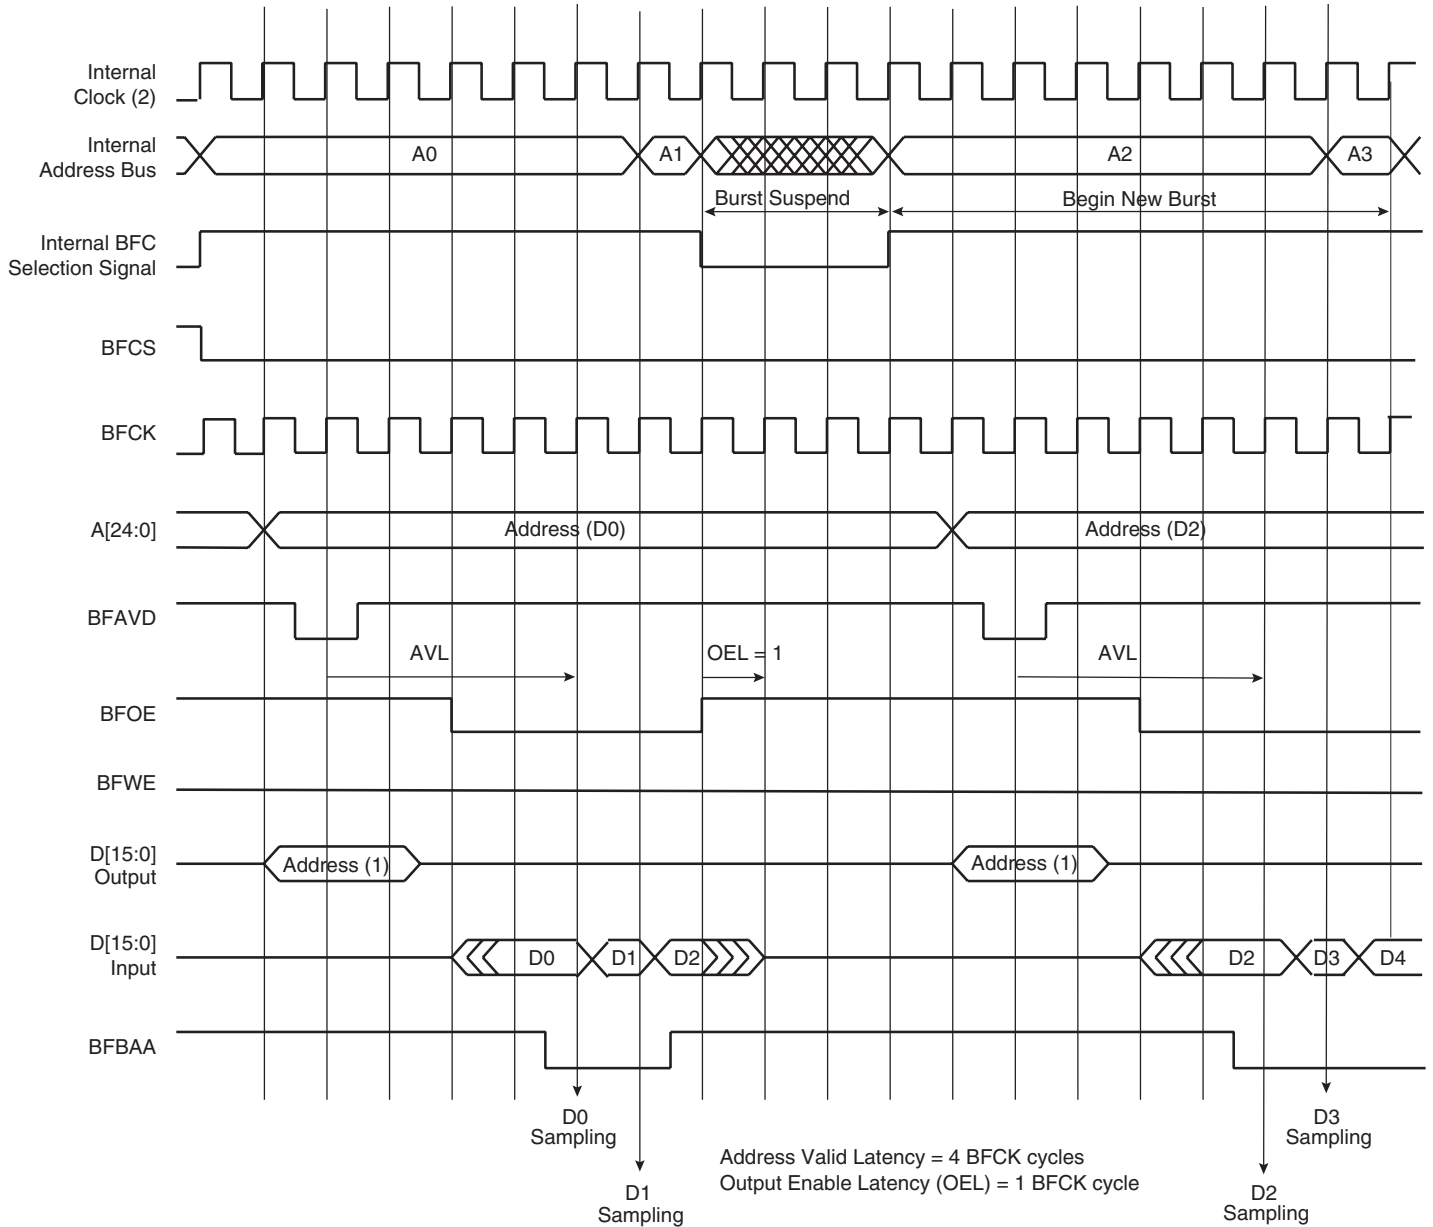 Internal
Clock (2)
Internal
Address Bus
A0
A1
A2
A3
Burst Suspend
Begin New Burst
Internal BFC
Selection Signal
BFCS
BFCK
A[24:0]
Address (D0)
Address (D2)
BFAVD
AVL
OEL = 1
AVL
BFOE
BFWE
D[15:0]
Output
Address (1)
Address (1)
D[15:0]
Input
D0
D1
D2
D2
D3
D4
BFBAA
D0
Sampling
D3
Sampling
Address Valid Latency = 4 BFCK cycles
Output Enable Latency (OEL) = 1 BFCK cycle
D1
Sampling
D2
Sampling